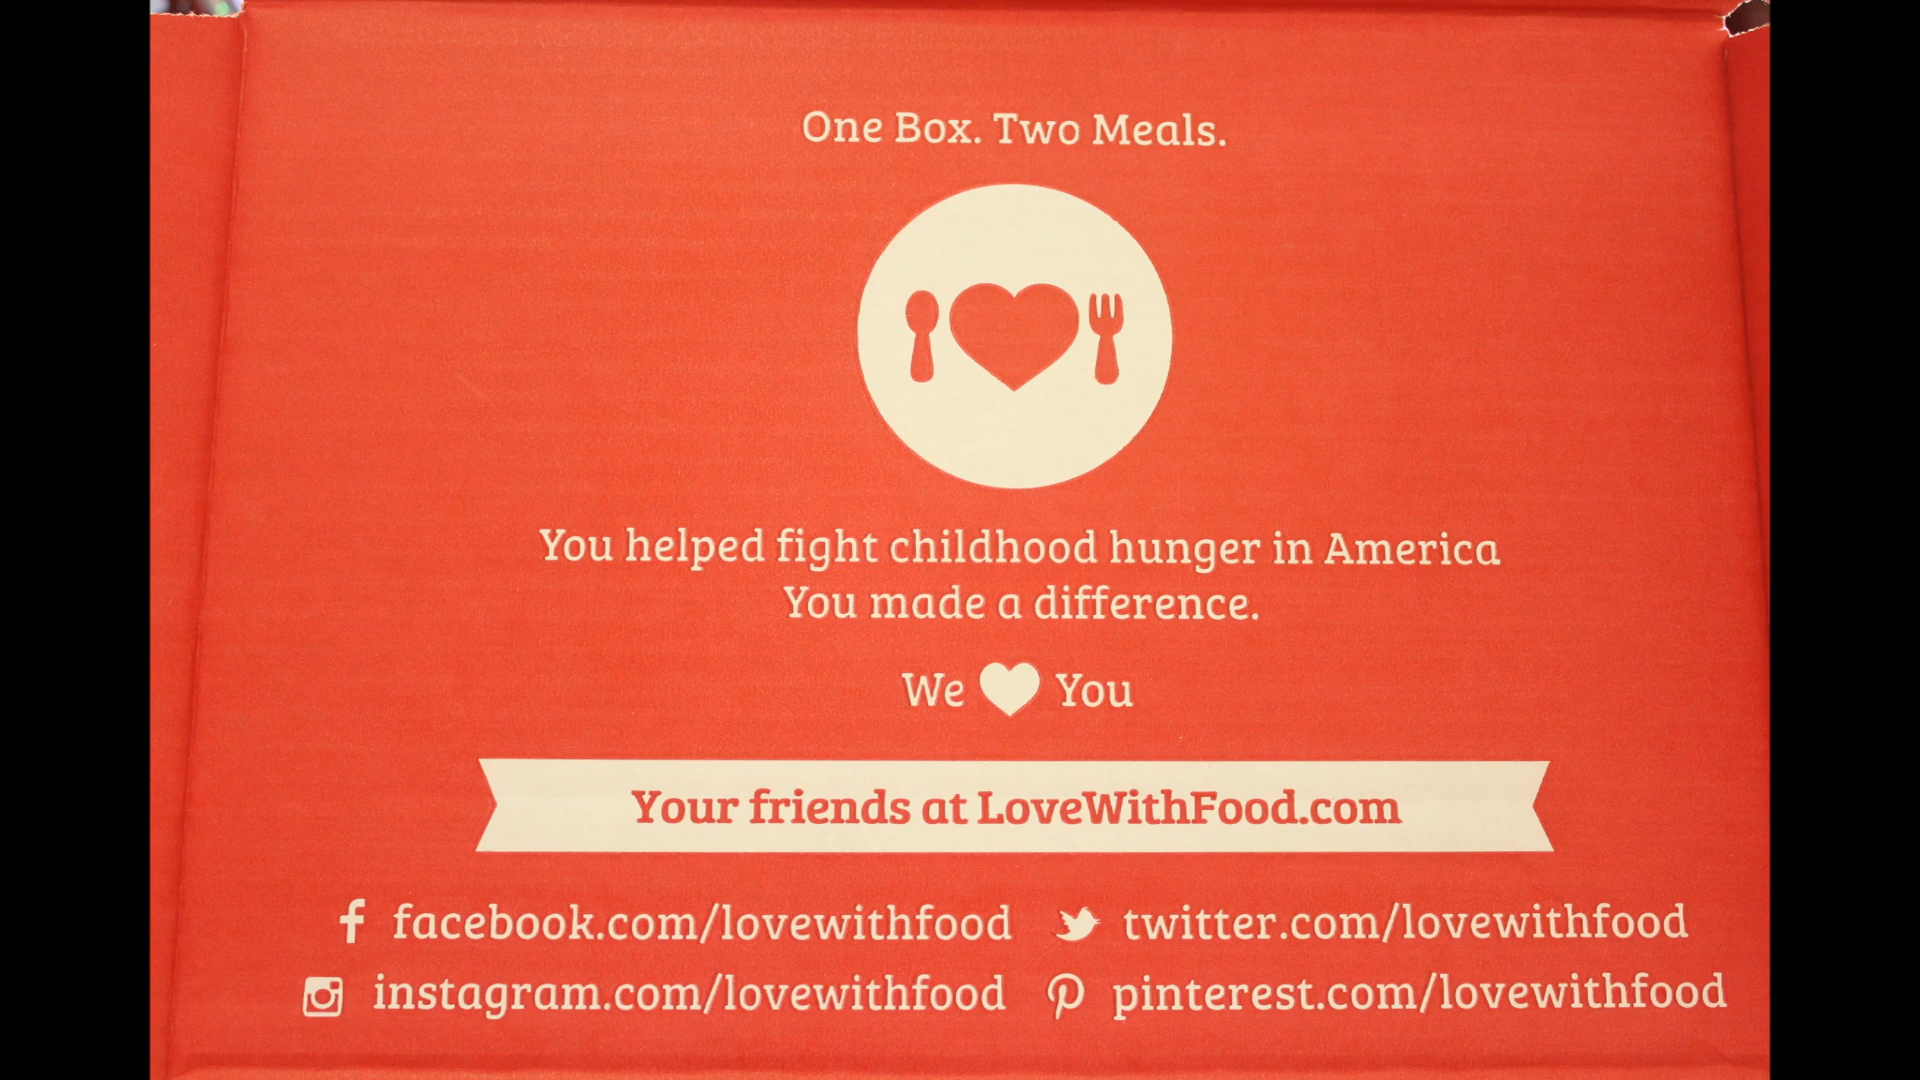 One Box. Two Meals.
You helped fight childhood hunger in America
You made a difference.
We You
Your friends at LoveWithFood.com
facebook.com/lovewithfood twitter.com/lovewithfood
instagram.com/lovewithfood pinterest.com/lovewithfood